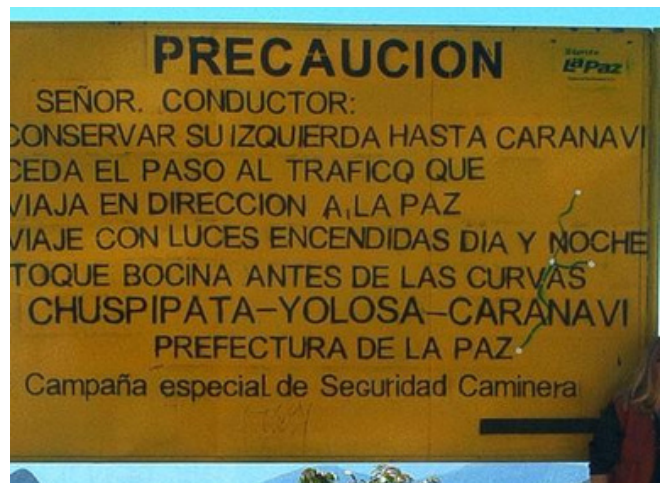 PRECAUCION
La Paz
SEÑOR. CONDUCTOR:
CONSERVAR SU IZQUIERDA HASTA CARANAVI
CEDA EL PASO AL TRAFICO QUE
VIAJA EN DIRECCION A LA PAZ
VIAJE CON LUCES ENCENDIDAS DIA Y NOCHE
TOQUE BOCINA ANTES DE LAS CURVAS
CHUSPIPATA-YOLOSA-CARANAVI
PREFECTURA DE LA PAZ
Campaña especial de Seguridad Caminera